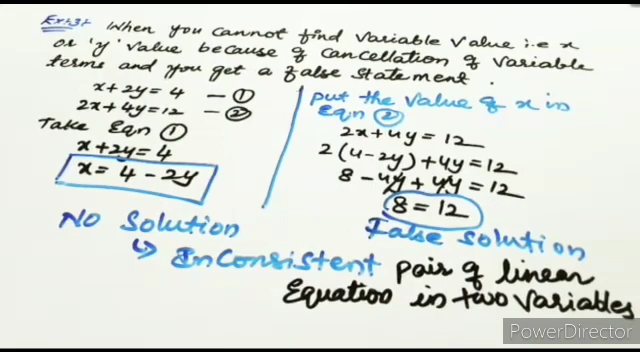 Ex:3:
When you cannot find variable value i.e x
or 'y' value because of cancellation of variable
terms and you get a false statement.
x + 2y = 4 — ①
2x + 4y = 12 — ②
Take Eqn ①
x + 2y = 4
x = 4 - 2y
put the value of x in
Eqn ②
2x + 4y = 12
2(4 - 2y) + 4y = 12
8 - 4y + 4y = 12
8 = 12
False solution
No Solution
↳ InConsistent pair of linear
Equation in two variables
PowerDirector